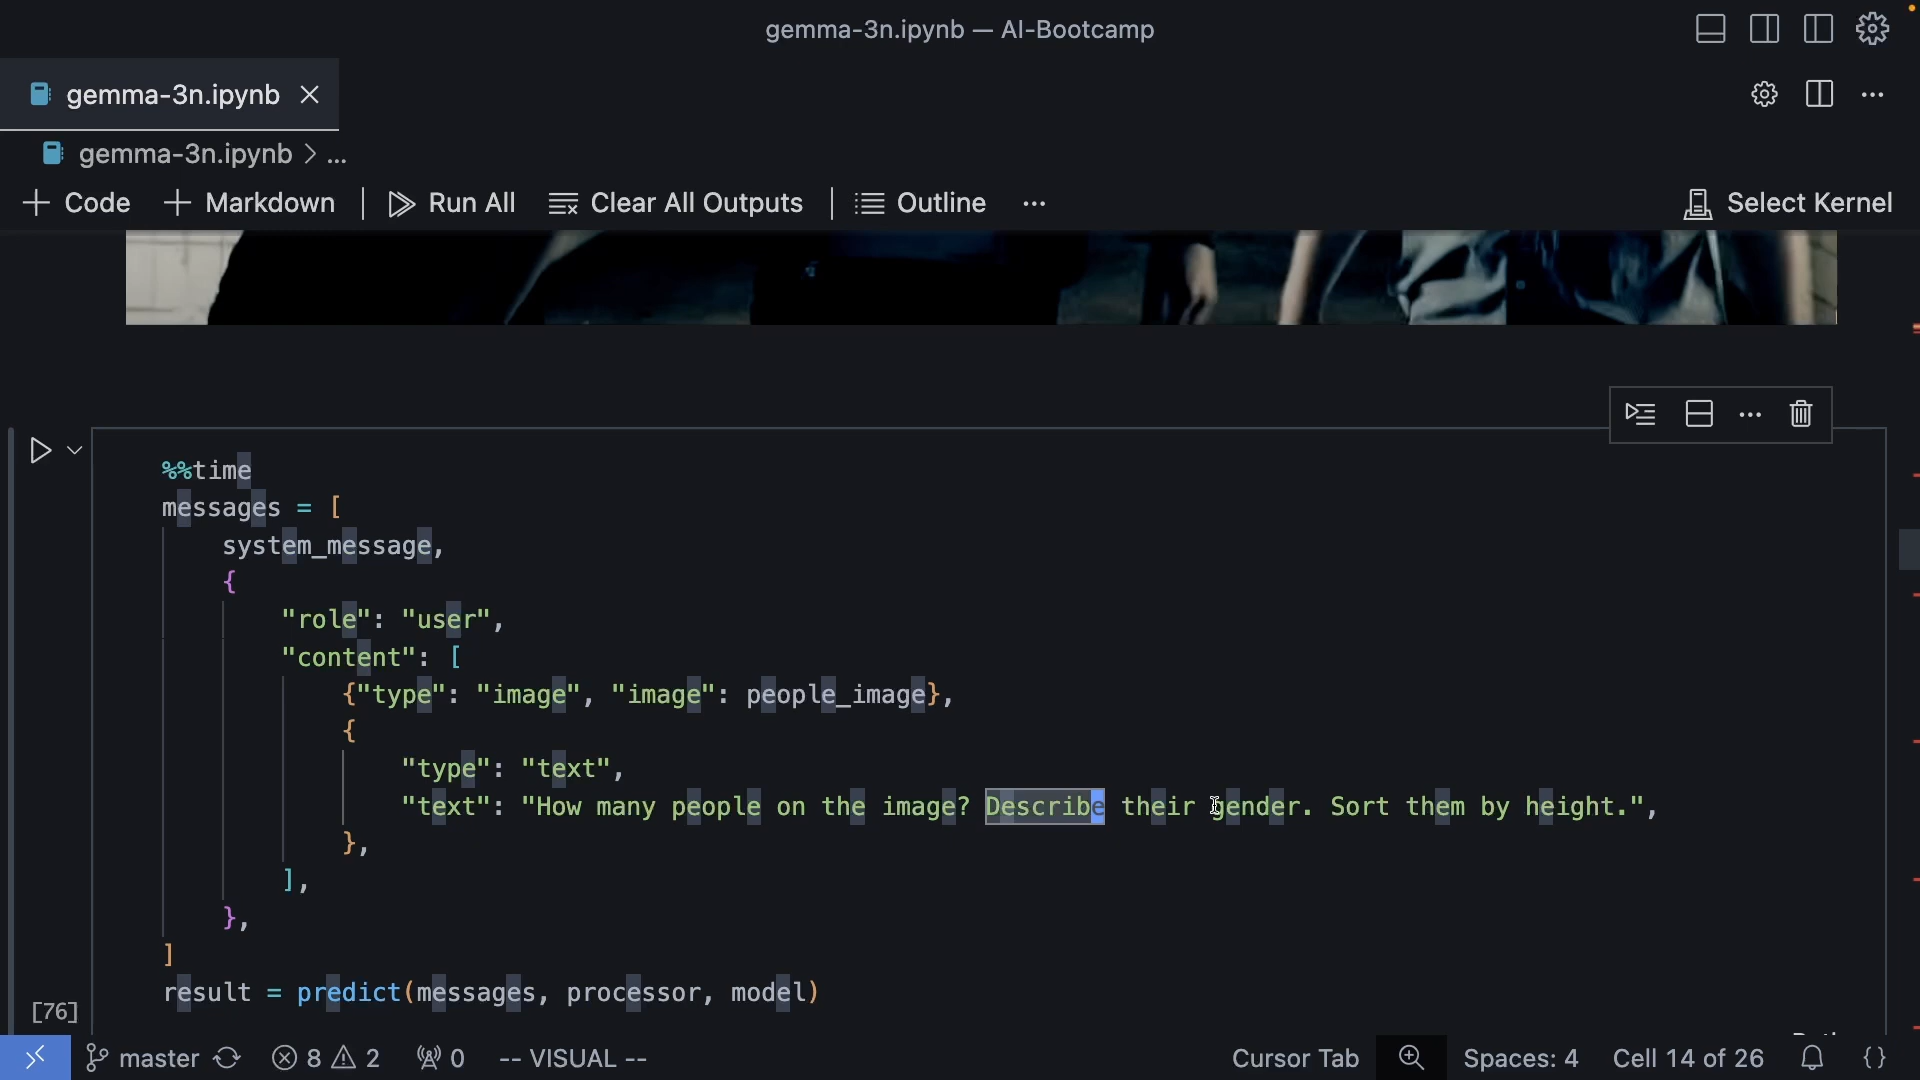 gemma-3n.ipynb — AI-Bootcamp
gemma-3n.ipynb
gemma-3n.ipynb > ...
Code Markdown Run All Clear All Outputs Outline ... Select Kernel
%%time
messages = [
system_message,
{
"role": "user",
"content": [
{"type": "image", "image": people_image},
{
"type": "text",
"text": "How many people on the image? Describe their gender. Sort them by height.",
},
],
},
]
result = predict(messages, processor, model)
[76]
master 8 2 0 -- VISUAL -- Cursor Tab Spaces: 4 Cell 14 of 26 {}